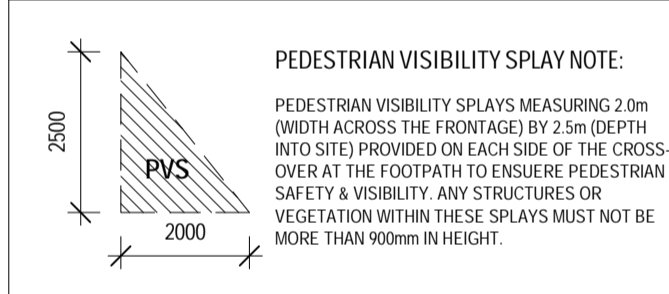 PEDESTRIAN VISIBILITY SPLAY NOTE:
PEDESTRIAN VISIBILITY SPLAYS MEASURING 2.0m
(WIDTH ACROSS THE FRONTAGE) BY 2.5m (DEPTH
INTO SITE) PROVIDED ON EACH SIDE OF THE CROSS-
OVER AT THE FOOTPATH TO ENSUERE PEDESTRIAN
SAFETY & VISIBILITY. ANY STRUCTURES OR
VEGETATION WITHIN THESE SPLAYS MUST NOT BE
MORE THAN 900mm IN HEIGHT.
2500
PVS
2000